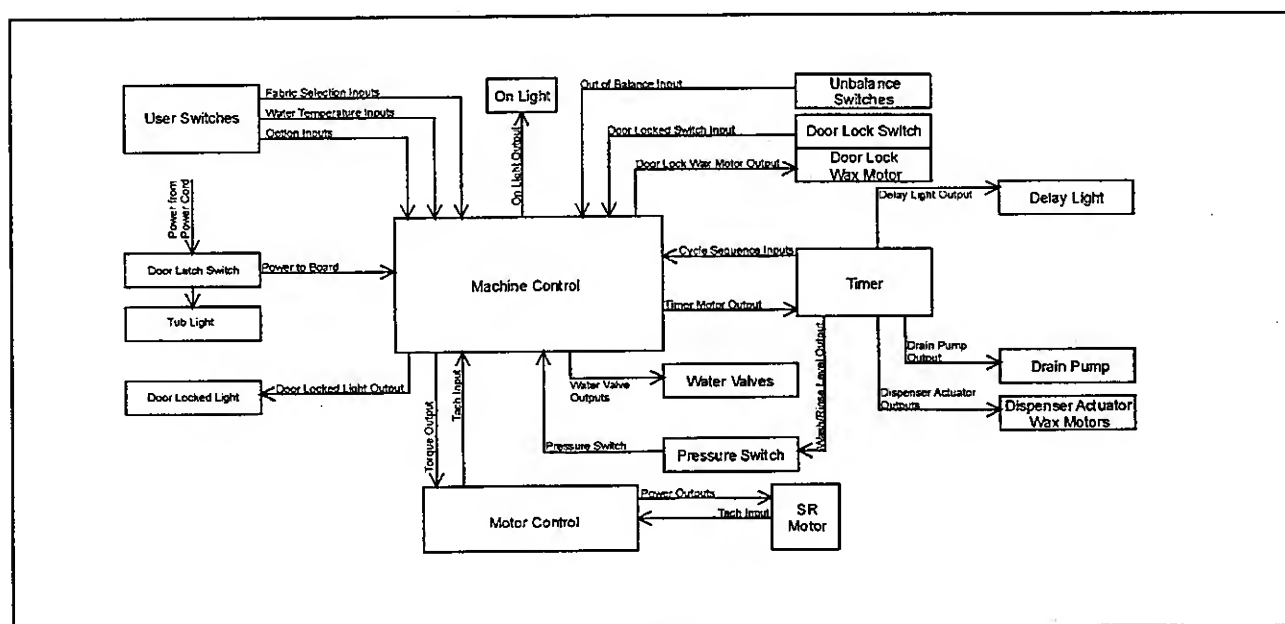 Fabric Selection Inputs
Water Temperature Inputs
Option Inputs
User Switches
On Light
On Light Output
Out of Balance Input
Unbalance
Switches
Door Locked Switch Input
Door Lock Switch
Door Lock Wax Motor Output
Door Lock
Wax Motor
Delay Light Output
Delay Light
Power from
Power Cord
Door Latch Switch
Power to Board
Tub Light
Machine Control
Cycle Sequence Inputs
Timer Motor Output
Timer
Door Locked Light
Door Locked Light Output
Torque Output
Tach Input
Water Valve
Outputs
Water Valves
Pressure Switch
Pressure Switch
Wash/Rinse Level Output
Drain Pump
Output
Drain Pump
Dispenser Actuator
Outputs
Dispenser Actuator
Wax Motors
Motor Control
Power Outputs
Tach Input
SR
Motor